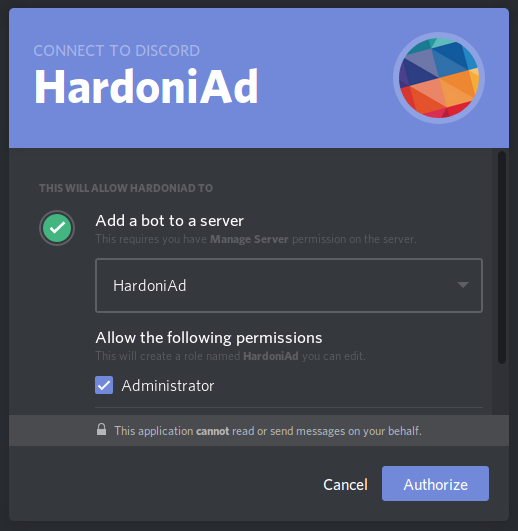 CONNECT TO DISCORD
HardoniAd
THIS WILL ALLOW HARDONIAD TO
Add a bot to a server
This requires you have Manage Server permission on the server.
HardoniAd
Allow the following permissions
This will create a role named HardoniAd you can edit.
Administrator
This application cannot read or send messages on your behalf.
Cancel
Authorize